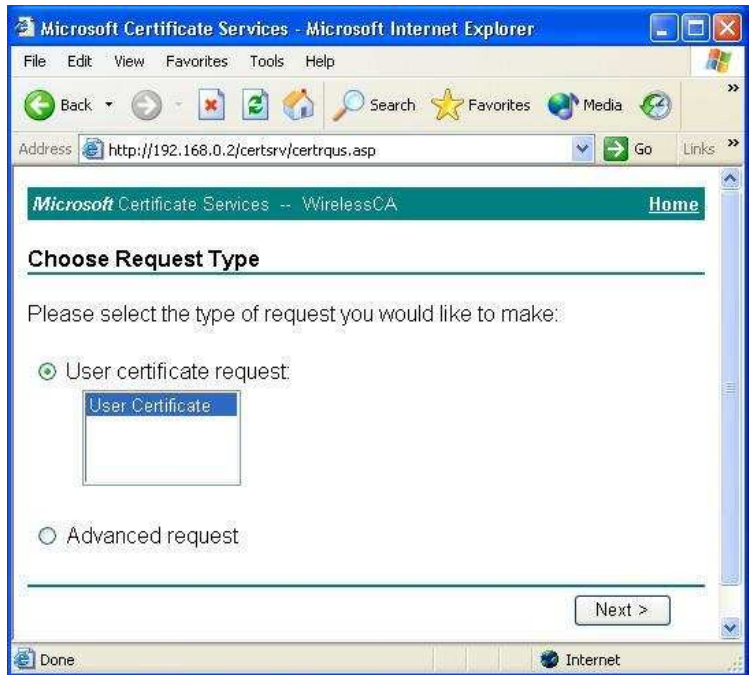 Microsoft Certificate Services - Microsoft Internet Explorer
File Edit View Favorites Tools Help
Back Search Favorites Media »
Address http://192.168.0.2/certsrv/certrqus.asp Go Links »
Microsoft Certificate Services -- WirelessCA Home
Choose Request Type
Please select the type of request you would like to make:
User certificate request:
User Certificate
Advanced request
Next >
Done Internet